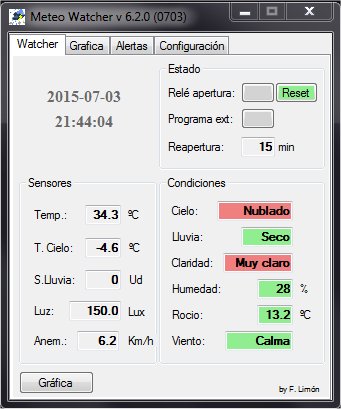 Meteo Watcher v 6.2.0 (0703)
Watcher Grafica Alertas Configuración
2015-07-03
21:44:04
Estado
Relé apertura: Reset
Programa ext:
Reapertura: 15 min
Sensores
Temp.: 34.3 ºC
T. Cielo: -4.6 ºC
S.Lluvia: 0 Ud
Luz: 150.0 Lux
Anem.: 6.2 Km/h
Condiciones
Cielo: Nublado
Lluvia: Seco
Claridad: Muy claro
Humedad: 28 %
Rocio: 13.2 ºC
Viento: Calma
Gráfica
by F. Limón